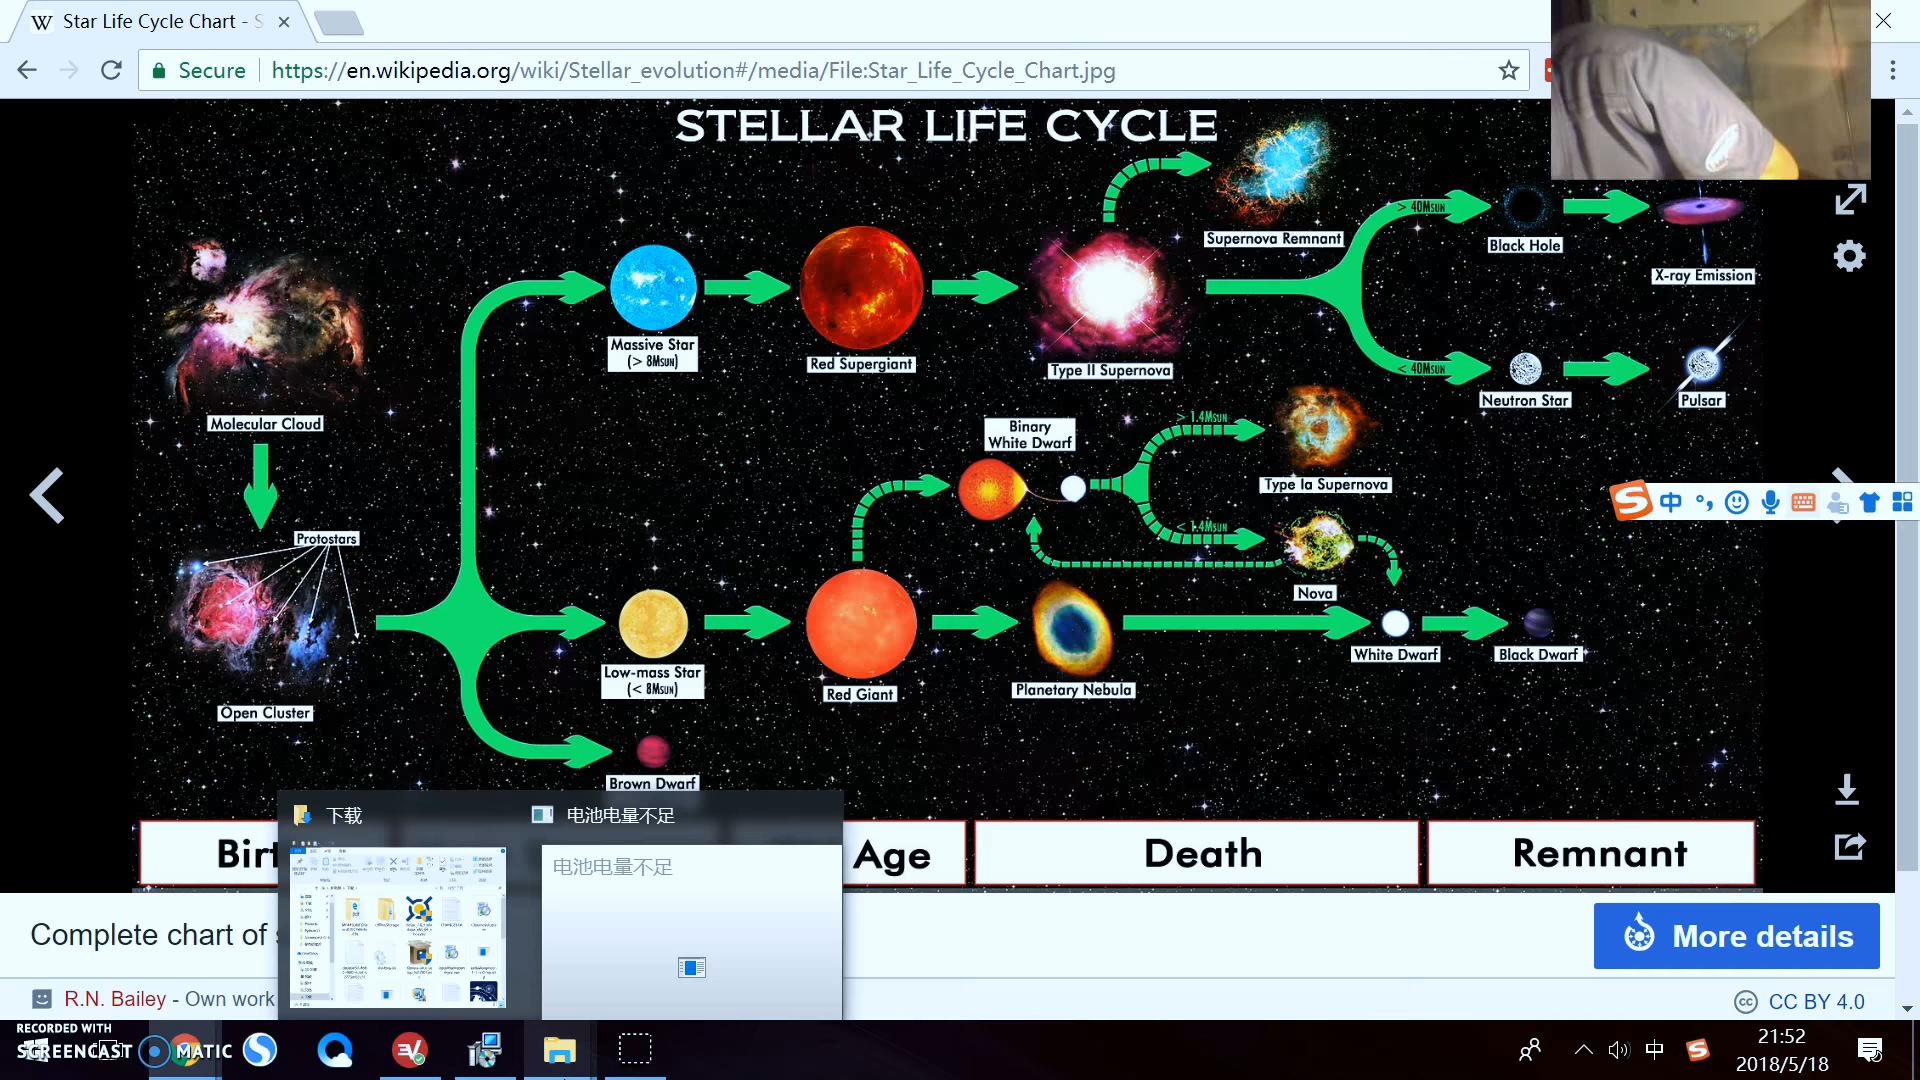 Star Life Cycle Chart - S
Secure
https://en.wikipedia.org/wiki/Stellar_evolution#/media/File:Star_Life_Cycle_Chart.jpg
STELLAR LIFE CYCLE
Supernova Remnant
> 40MSUN
Black Hole
X-ray Emission
Massive Star
(> 8MSUN)
Red Supergiant
Type II Supernova
< 40MSUN
Neutron Star
Pulsar
Molecular Cloud
Binary
White Dwarf
> 1.4MSUN
Type Ia Supernova
< 1.4MSUN
中
Protostars
Nova
Open Cluster
Low-mass Star
(< 8MSUN)
Red Giant
Planetary Nebula
White Dwarf
Black Dwarf
Brown Dwarf
下载
电池电量不足
电池电量不足
Age
Death
Remnant
Complete chart of
More details
R.N. Bailey - Own work
CC BY 4.0
RECORDED WITH
SCREENCAST MATIC
中
21:52
2018/5/18